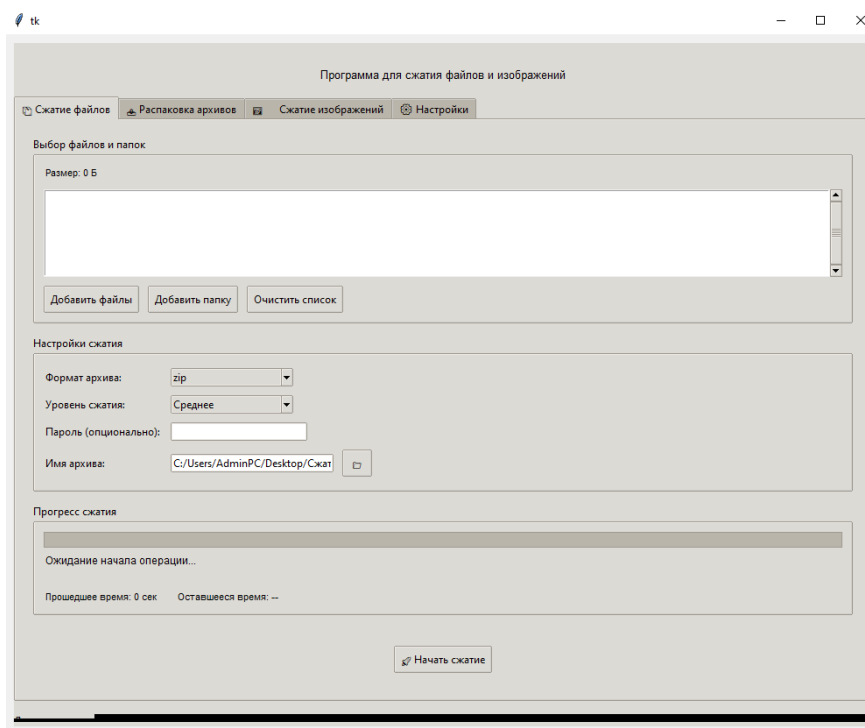 tk
Программа для сжатия файлов и изображений
Сжатие файлов Распаковка архивов Сжатие изображений Настройки
Выбор файлов и папок
Размер: 0 Б
Добавить файлы Добавить папку Очистить список
Настройки сжатия
Формат архива: zip
Уровень сжатия: Среднее
Пароль (опционально):
Имя архива: C:/Users/AdminPC/Desktop/Сжат
Прогресс сжатия
Ожидание начала операции...
Прошедшее время: 0 сек Оставшееся время: --
Начать сжатие